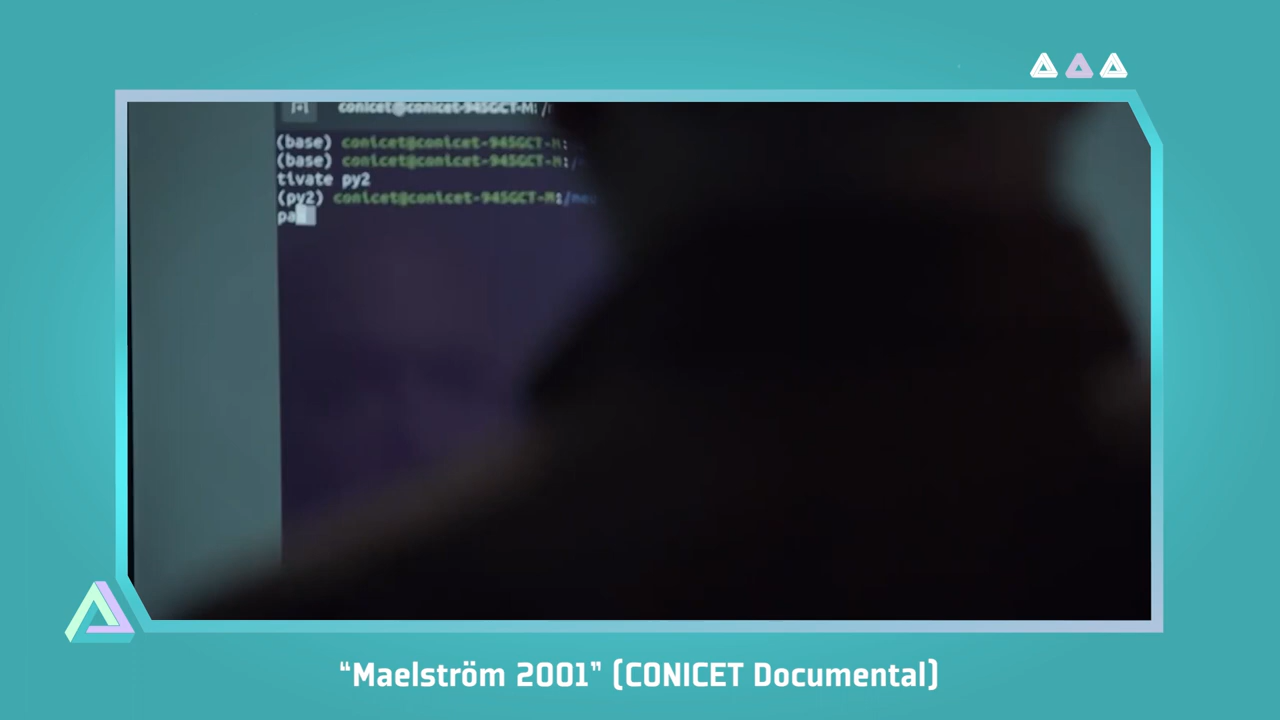 conicet@conicet-945GCT-M: /
(base) conicet@conicet-945GCT-M:
(base) conicet@conicet-945GCT-M:/
tivate py2
(py2) conicet@conicet-945GCT-M:/
pa
“Maelström 2001” (CONICET Documental)